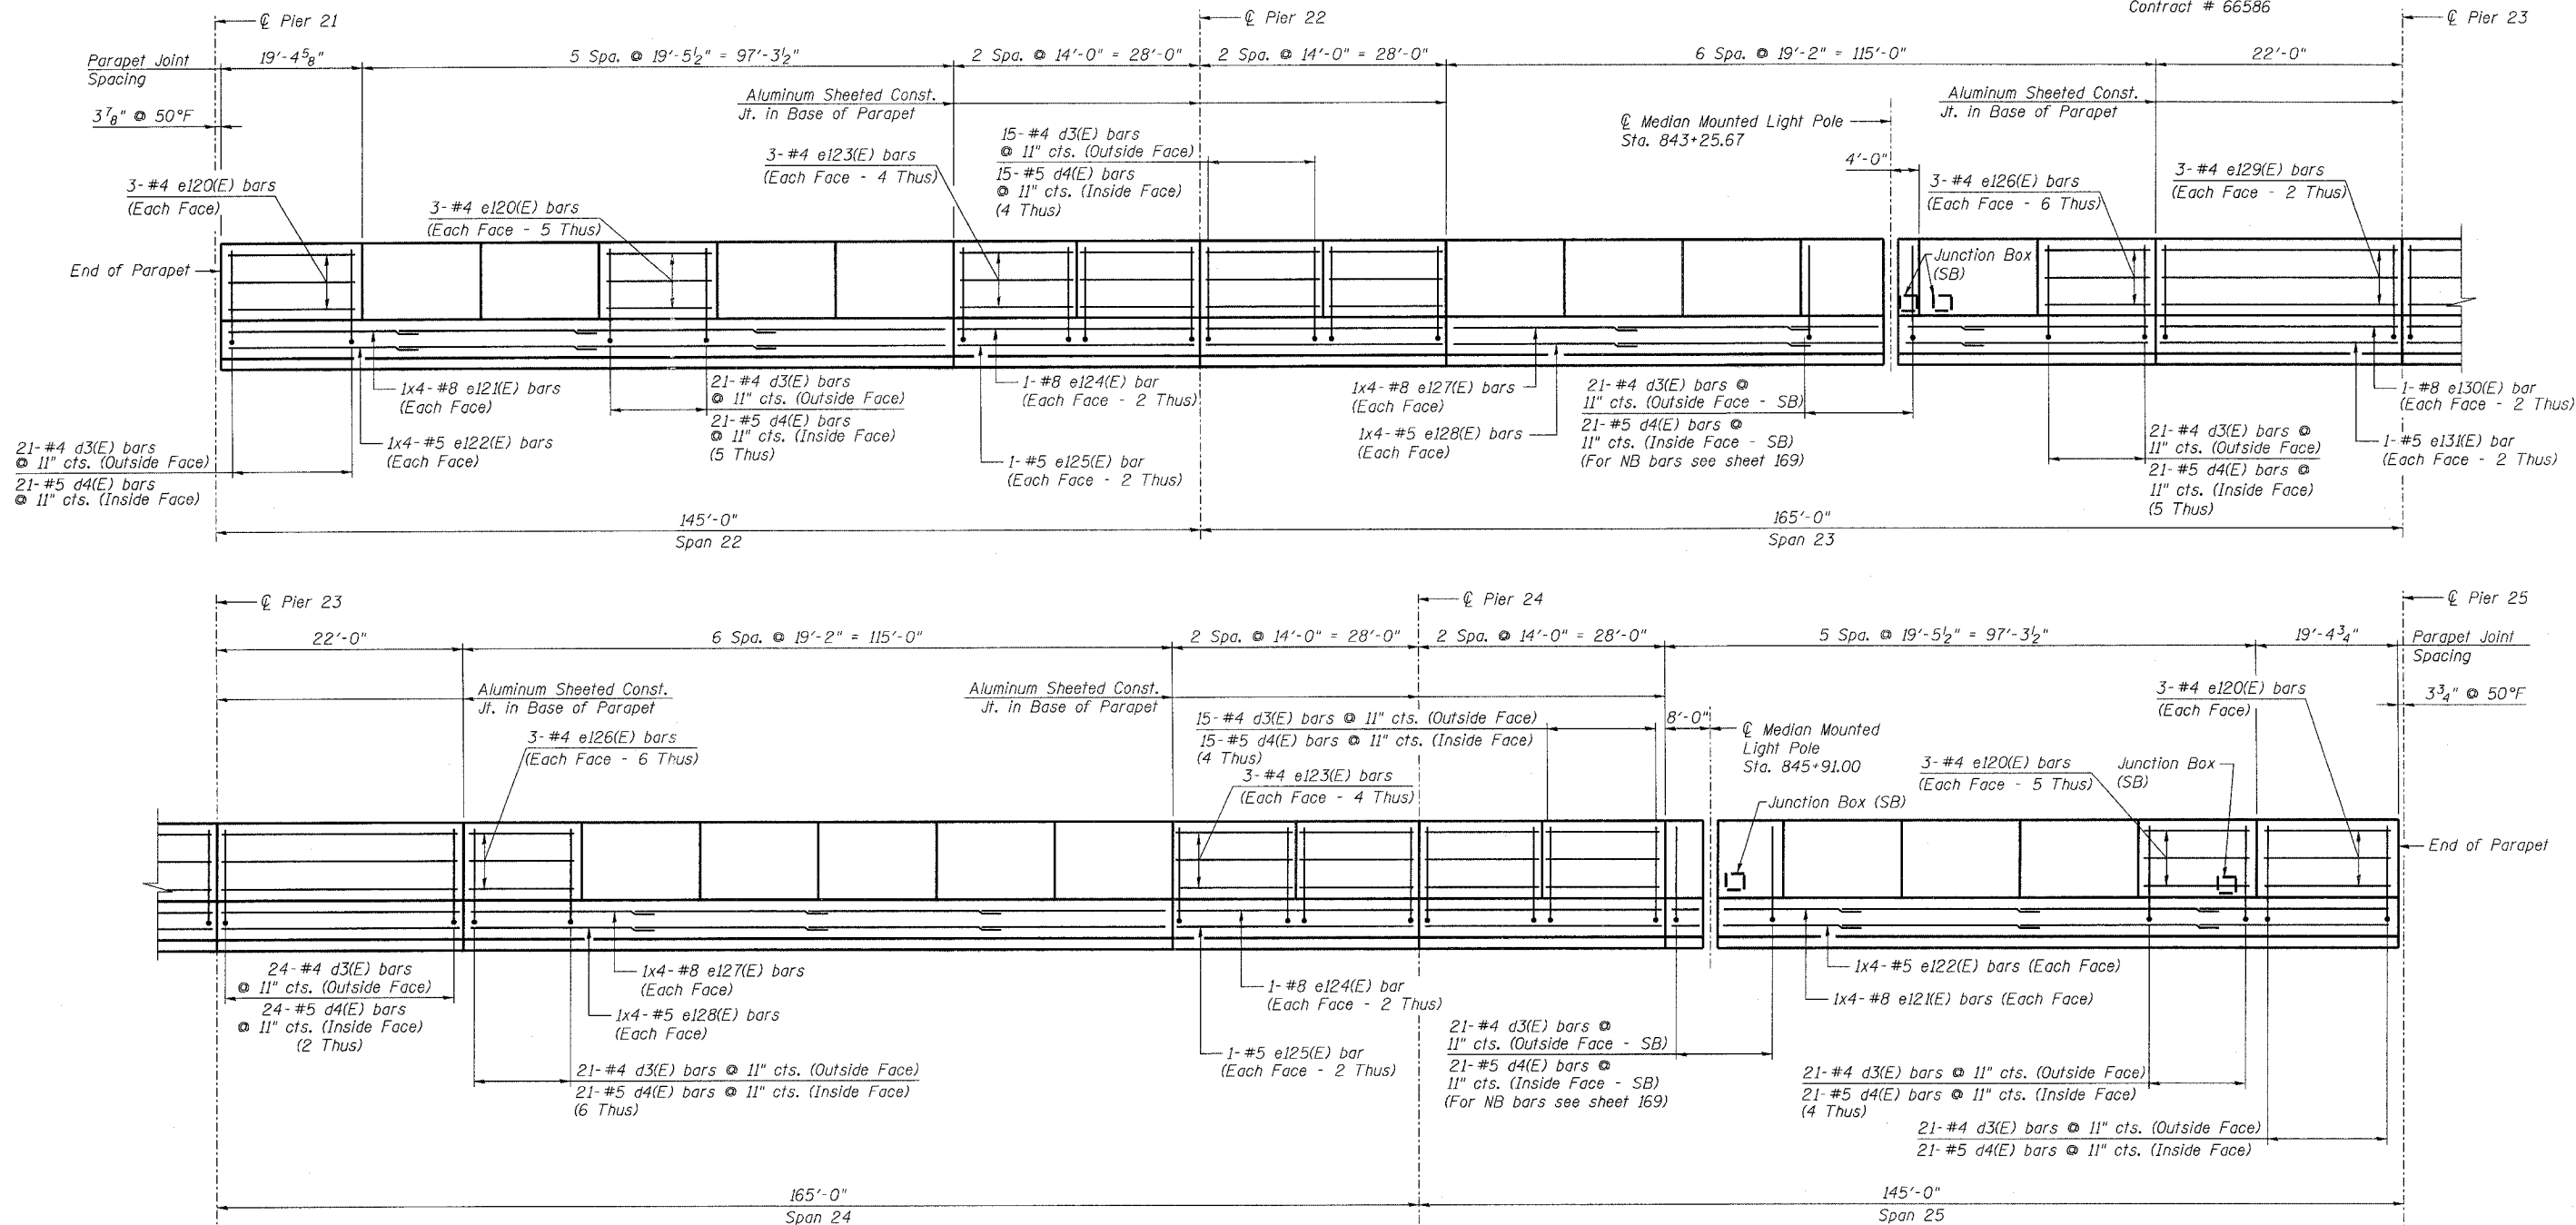 Contract # 66586
℄ Pier 21
℄ Pier 22
℄ Pier 23
Parapet Joint
Spacing
19'-4 5/8"
5 Spa. @ 19'-5 1/2" = 97'-3 1/2"
2 Spa. @ 14'-0" = 28'-0"
2 Spa. @ 14'-0" = 28'-0"
6 Spa. @ 19'-2" = 115'-0"
22'-0"
3 7/8" @ 50°F
Aluminum Sheeted Const.
Jt. in Base of Parapet
Aluminum Sheeted Const.
Jt. in Base of Parapet
℄ Median Mounted Light Pole
Sta. 843+25.67
4'-0"
3-#4 e120(E) bars
(Each Face)
3-#4 e120(E) bars
(Each Face - 5 Thus)
3-#4 e123(E) bars
(Each Face - 4 Thus)
15-#4 d3(E) bars
@ 11" cts. (Outside Face)
15-#5 d4(E) bars
@ 11" cts. (Inside Face)
(4 Thus)
3-#4 e126(E) bars
(Each Face - 6 Thus)
3-#4 e129(E) bars
(Each Face - 2 Thus)
End of Parapet
Junction Box
(SB)
21-#4 d3(E) bars
@ 11" cts. (Outside Face)
21-#5 d4(E) bars
@ 11" cts. (Inside Face)
1x4-#8 e121(E) bars
(Each Face)
1x4-#5 e122(E) bars
(Each Face)
21-#4 d3(E) bars
@ 11" cts. (Outside Face)
21-#5 d4(E) bars
@ 11" cts. (Inside Face)
(5 Thus)
1-#8 e124(E) bar
(Each Face - 2 Thus)
1-#5 e125(E) bar
(Each Face - 2 Thus)
1x4-#8 e127(E) bars
(Each Face)
1x4-#5 e128(E) bars
(Each Face)
21-#4 d3(E) bars @
11" cts. (Outside Face - SB)
21-#5 d4(E) bars @
11" cts. (Inside Face - SB)
(For NB bars see sheet 169)
21-#4 d3(E) bars @
11" cts. (Outside Face)
21-#5 d4(E) bars @
11" cts. (Inside Face)
(5 Thus)
1-#8 e130(E) bar
(Each Face - 2 Thus)
1-#5 e131(E) bar
(Each Face - 2 Thus)
145'-0"
Span 22
165'-0"
Span 23
℄ Pier 23
℄ Pier 24
℄ Pier 25
22'-0"
6 Spa. @ 19'-2" = 115'-0"
2 Spa. @ 14'-0" = 28'-0"
2 Spa. @ 14'-0" = 28'-0"
5 Spa. @ 19'-5 1/2" = 97'-3 1/2"
19'-4 3/4"
Parapet Joint
Spacing
3 3/4" @ 50°F
Aluminum Sheeted Const.
Jt. in Base of Parapet
Aluminum Sheeted Const.
Jt. in Base of Parapet
3-#4 e126(E) bars
(Each Face - 6 Thus)
15-#4 d3(E) bars @ 11" cts. (Outside Face)
15-#5 d4(E) bars @ 11" cts. (Inside Face)
(4 Thus)
3-#4 e123(E) bars
(Each Face - 4 Thus)
8'-0"
℄ Median Mounted
Light Pole
Sta. 845+91.00
Junction Box (SB)
3-#4 e120(E) bars
(Each Face - 5 Thus)
Junction Box
(SB)
3-#4 e120(E) bars
(Each Face)
End of Parapet
24-#4 d3(E) bars
@ 11" cts. (Outside Face)
24-#5 d4(E) bars
@ 11" cts. (Inside Face)
(2 Thus)
1x4-#8 e127(E) bars
(Each Face)
1x4-#5 e128(E) bars
(Each Face)
21-#4 d3(E) bars @ 11" cts. (Outside Face)
21-#5 d4(E) bars @ 11" cts. (Inside Face)
(6 Thus)
1-#8 e124(E) bar
(Each Face - 2 Thus)
1-#5 e125(E) bar
(Each Face - 2 Thus)
21-#4 d3(E) bars @
11" cts. (Outside Face - SB)
21-#5 d4(E) bars @
11" cts. (Inside Face - SB)
(For NB bars see sheet 169)
1x4-#5 e122(E) bars (Each Face)
1x4-#8 e121(E) bars (Each Face)
21-#4 d3(E) bars @ 11" cts. (Outside Face)
21-#5 d4(E) bars @ 11" cts. (Inside Face)
(4 Thus)
21-#4 d3(E) bars @ 11" cts. (Outside Face)
21-#5 d4(E) bars @ 11" cts. (Inside Face)
165'-0"
Span 24
145'-0"
Span 25